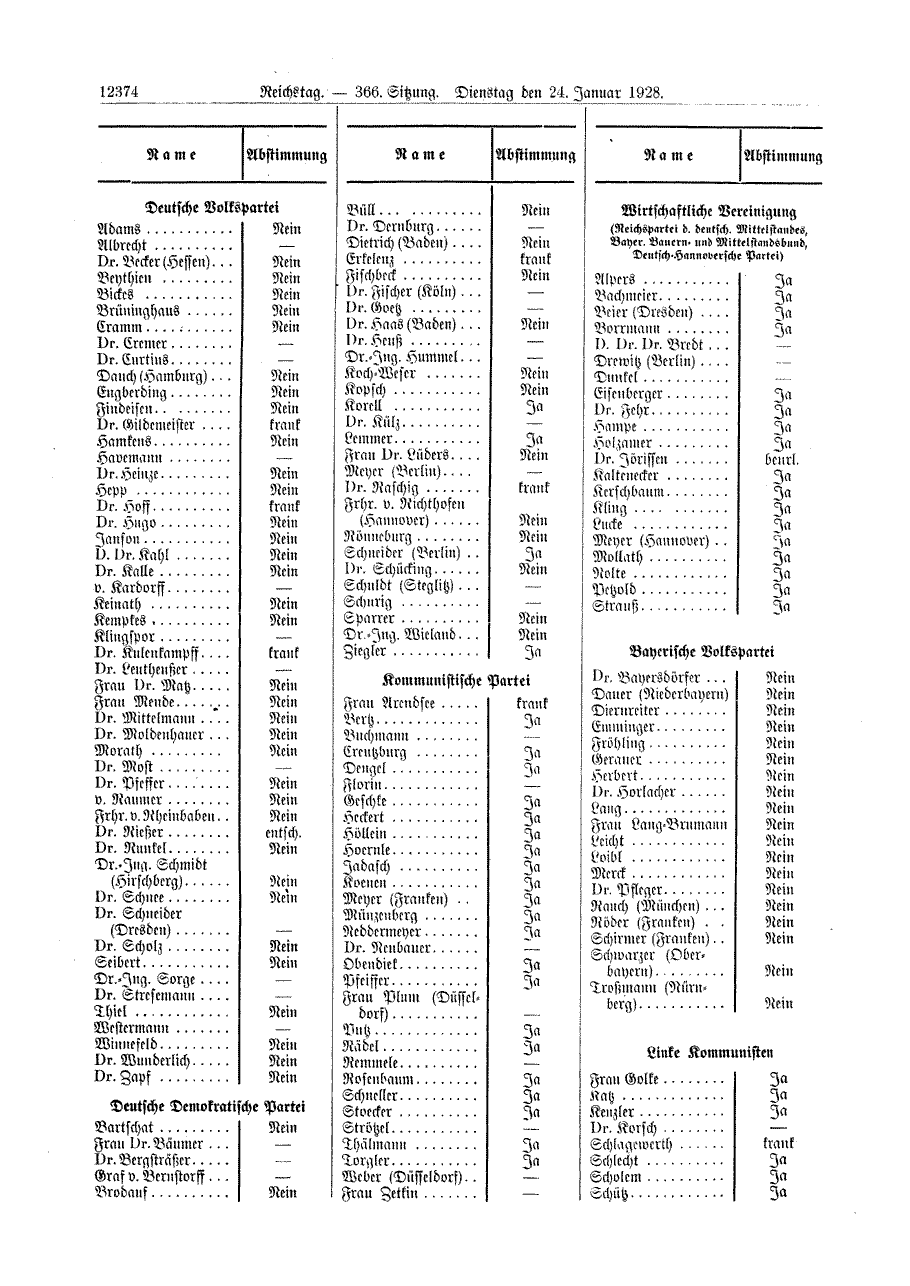 12374 Reichstag. — 366. Sitzung. Dienstag den 24. Januar 1928.
Name Abstimmung
Deutsche Volkspartei
Adams . . . . . . . . . . . Nein
Albrecht . . . . . . . . . . —
Dr. Becker (Hessen) . . . Nein
Beythien . . . . . . . . . Nein
Bickes . . . . . . . . . . . Nein
Brüninghaus . . . . . . Nein
Cramm . . . . . . . . . . . Nein
Dr. Cremer . . . . . . . . —
Dr. Curtius . . . . . . . . —
Dauch (Hamburg) . . . Nein
Engberding . . . . . . . . Nein
Findeisen . . . . . . . . . Nein
Dr. Gildemeister . . . . krank
Hamkens . . . . . . . . . . Nein
Havemann . . . . . . . . —
Dr. Heinze . . . . . . . . . Nein
Hepp . . . . . . . . . . . . Nein
Dr. Hoff . . . . . . . . . . krank
Dr. Hugo . . . . . . . . . Nein
Janson . . . . . . . . . . . Nein
D. Dr. Kahl . . . . . . . Nein
Dr. Kalle . . . . . . . . . Nein
v. Kardorff . . . . . . . . —
Keinath . . . . . . . . . . Nein
Kempkes . . . . . . . . . . Nein
Klingspor . . . . . . . . . —
Dr. Kulenkampff . . . . krank
Dr. Leutheußer . . . . . —
Frau Dr. Matz . . . . . Nein
Frau Mende . . . . . . . Nein
Dr. Mittelmann . . . . Nein
Dr. Moldenhauer . . . Nein
Morath . . . . . . . . . Nein
Dr. Most . . . . . . . . . —
Dr. Pfeffer . . . . . . . . Nein
v. Raumer . . . . . . . . Nein
Frhr. v. Rheinbaben . . Nein
Dr. Rießer . . . . . . . . entsch.
Dr. Runkel . . . . . . . . Nein
Dr.-Ing. Schmidt
(Hirschberg) . . . . . . Nein
Dr. Schnee . . . . . . . . Nein
Dr. Schneider
(Dresden) . . . . . . . —
Dr. Scholz . . . . . . . . Nein
Seibert . . . . . . . . . . . Nein
Dr.-Ing. Sorge . . . . —
Dr. Stresemann . . . . —
Thiel . . . . . . . . . . . . Nein
Westermann . . . . . . . —
Winnefeld . . . . . . . . . Nein
Dr. Wunderlich . . . . . Nein
Dr. Zapf . . . . . . . . . Nein
Deutsche Demokratische Partei
Bartschat . . . . . . . . . . Nein
Frau Dr. Bäumer . . . —
Dr. Bergsträßer . . . . . —
Graf v. Bernstorff . . . —
Brodauf . . . . . . . . . . Nein
Name Abstimmung
Büll . . . . . . . . . . . . Nein
Dr. Dernburg . . . . . . —
Dietrich (Baden) . . . . Nein
Erkelenz . . . . . . . . . . krank
Fischbeck . . . . . . . . . . Nein
Dr. Fischer (Köln) . . . —
Dr. Goetz . . . . . . . . . —
Dr. Haas (Baden) . . . Nein
Dr. Heuß . . . . . . . . . —
Dr.-Ing. Hummel . . . —
Koch-Weser . . . . . . . Nein
Kopsch . . . . . . . . . . . Nein
Korell . . . . . . . . . . . Ja
Dr. Külz . . . . . . . . . . —
Lemmer . . . . . . . . . . . Ja
Frau Dr. Lüders . . . . Nein
Meyer (Berlin) . . . . —
Dr. Raschig . . . . . . . krank
Frhr. v. Richthofen
(Hannover) . . . . . . Nein
Rönneburg . . . . . . . . Nein
Schneider (Berlin) . . Ja
Dr. Schücking . . . . . . Nein
Schuldt (Steglitz) . . . —
Schurig . . . . . . . . . . —
Sparrer . . . . . . . . . . Nein
Dr.-Ing. Wieland . . . Nein
Ziegler . . . . . . . . . . . Ja
Kommunistische Partei
Frau Arendsee . . . . . krank
Bertz . . . . . . . . . . . . . Ja
Buchmann . . . . . . . . —
Creutzburg . . . . . . . . Ja
Dengel . . . . . . . . . . . Ja
Florin . . . . . . . . . . . . —
Geschke . . . . . . . . . . . Ja
Heckert . . . . . . . . . . . Ja
Höllein . . . . . . . . . . . Ja
Hoernle . . . . . . . . . . . Ja
Jadasch . . . . . . . . . . Ja
Koenen . . . . . . . . . . . Ja
Meyer (Franken) . . Ja
Münzenberg . . . . . . . Ja
Neddermeyer . . . . . . . Ja
Dr. Neubauer . . . . . . —
Obendiek . . . . . . . . . . Ja
Pfeiffer . . . . . . . . . . . Ja
Frau Plum (Düssel-
dorf) . . . . . . . . . . —
Putz . . . . . . . . . . . . . Ja
Rädel . . . . . . . . . . . . Ja
Remmele . . . . . . . . . . —
Rosenbaum . . . . . . . . Ja
Schneller . . . . . . . . . . Ja
Stoecker . . . . . . . . . . Ja
Strötzel . . . . . . . . . . . —
Thälmann . . . . . . . . Ja
Torgler . . . . . . . . . . . Ja
Weber (Düsseldorf) . . —
Frau Zetkin . . . . . . . —
Name Abstimmung
Wirtschaftliche Vereinigung
(Reichspartei d. deutsch. Mittelstandes,
Bayer. Bauern- und Mittelstandsbund,
Deutsch-Hannoversche Partei)
Alpers . . . . . . . . . . . Ja
Bachmeier . . . . . . . . . Ja
Beier (Dresden) . . . . Ja
Borrmann . . . . . . . . Ja
D. Dr. Dr. Bredt . . . —
Drewitz (Berlin) . . . . —
Dunkel . . . . . . . . . . . —
Eisenberger . . . . . . . . Ja
Dr. Fehr . . . . . . . . . . Ja
Hampe . . . . . . . . . . . Ja
Holzamer . . . . . . . . . Ja
Dr. Jörissen . . . . . . . beurl.
Kaltenecker . . . . . . . . Ja
Kerschbaum . . . . . . . . Ja
Kling . . . . . . . . . . . Ja
Lucke . . . . . . . . . . . . Ja
Meyer (Hannover) . . Ja
Mollath . . . . . . . . . . Ja
Nolte . . . . . . . . . . . . Ja
Petzold . . . . . . . . . . . Ja
Strauß . . . . . . . . . . . Ja
Bayerische Volkspartei
Dr. Bayersdörfer . . . Nein
Dauer (Niederbayern) Nein
Diernreiter . . . . . . . . Nein
Emminger . . . . . . . . . Nein
Fröhling . . . . . . . . . . Nein
Gerauer . . . . . . . . . . Nein
Herbert . . . . . . . . . . . Nein
Dr. Horlacher . . . . . . Nein
Lang . . . . . . . . . . . . . Nein
Frau Lang-Brumann Nein
Leicht . . . . . . . . . . . . Nein
Loibl . . . . . . . . . . . . Nein
Merck . . . . . . . . . . . . Nein
Dr. Pfleger . . . . . . . . Nein
Rauch (München) . . . Nein
Röder (Franken) . . Nein
Schirmer (Franken) . . Nein
Schwarzer (Ober-
bayern) . . . . . . . . . Nein
Troßmann (Nürn-
berg) . . . . . . . . . . . Nein
Linke Kommunisten
Frau Golke . . . . . . . . Ja
Katz . . . . . . . . . . . . . Ja
Kenzler . . . . . . . . . . . Ja
Dr. Korsch . . . . . . . . —
Schlagewerth . . . . . . krank
Schlecht . . . . . . . . . . Ja
Scholem . . . . . . . . . . Ja
Schütz . . . . . . . . . . . . Ja